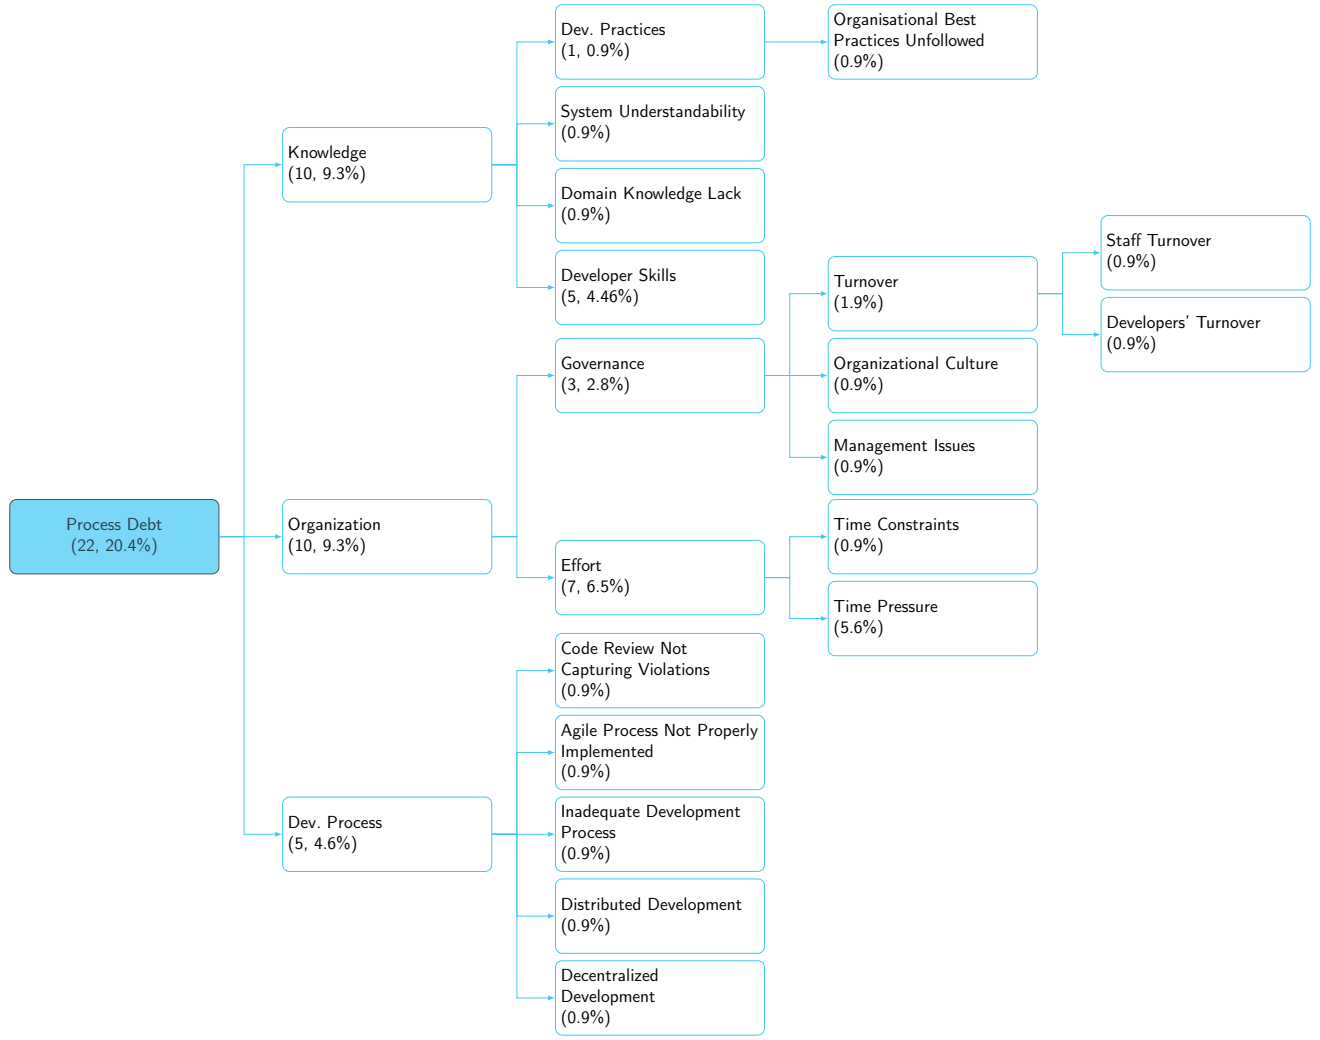 Process Debt
(22, 20.4%)
Knowledge
(10, 9.3%)
Dev. Practices
(1, 0.9%)
Organisational Best
Practices Unfollowed
(0.9%)
System Understandability
(0.9%)
Domain Knowledge Lack
(0.9%)
Developer Skills
(5, 4.46%)
Organization
(10, 9.3%)
Governance
(3, 2.8%)
Turnover
(1.9%)
Staff Turnover
(0.9%)
Developers' Turnover
(0.9%)
Organizational Culture
(0.9%)
Management Issues
(0.9%)
Effort
(7, 6.5%)
Time Constraints
(0.9%)
Time Pressure
(5.6%)
Dev. Process
(5, 4.6%)
Code Review Not
Capturing Violations
(0.9%)
Agile Process Not Properly
Implemented
(0.9%)
Inadequate Development
Process
(0.9%)
Distributed Development
(0.9%)
Decentralized
Development
(0.9%)